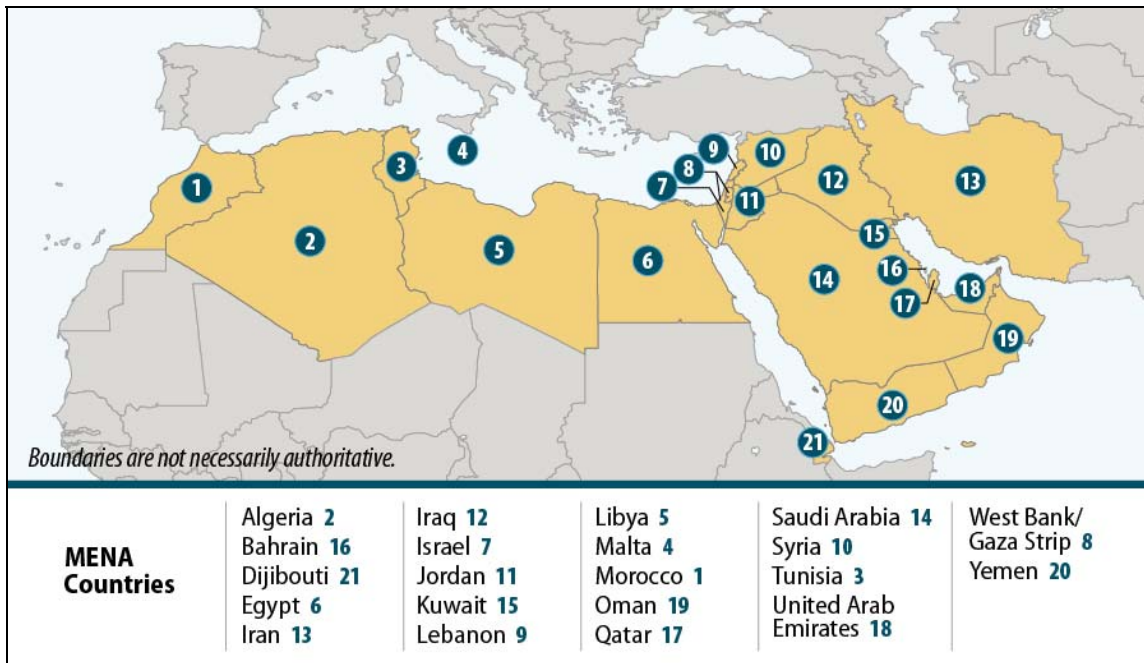 1
2
3
4
5
6
7
8
9
10
11
12
13
14
15
16
17
18
19
20
21
Boundaries are not necessarily authoritative.
MENA
Countries
Algeria 2
Bahrain 16
Dijibouti 21
Egypt 6
Iran 13
Iraq 12
Israel 7
Jordan 11
Kuwait 15
Lebanon 9
Libya 5
Malta 4
Morocco 1
Oman 19
Qatar 17
Saudi Arabia 14
Syria 10
Tunisia 3
United Arab
Emirates 18
West Bank/
Gaza Strip 8
Yemen 20